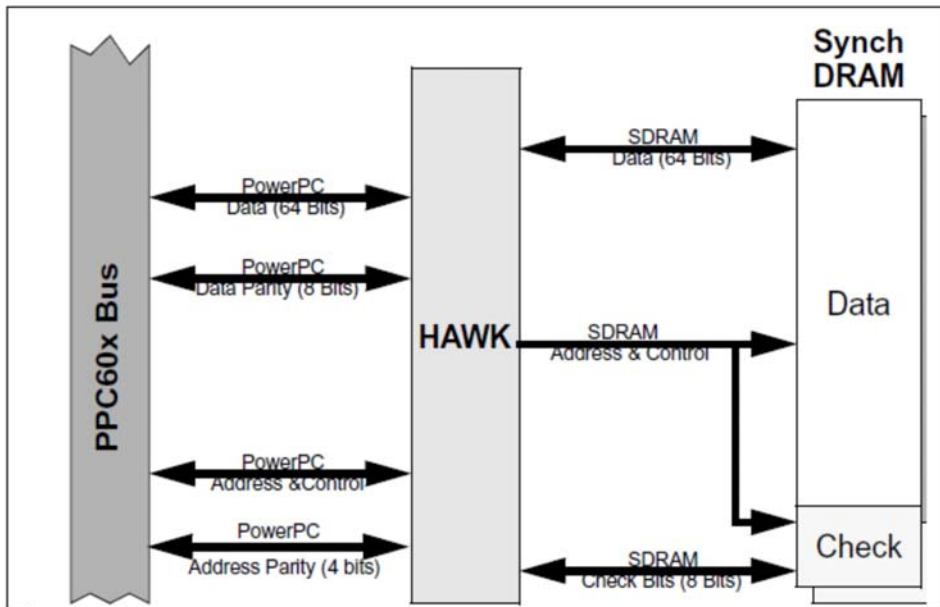 Synch
DRAM
SDRAM
Data (64 Bits)
PowerPC
Data (64 Bits)
PowerPC
Data Parity (8 Bits)
PPC60x Bus
HAWK
SDRAM
Address & Control
Data
PowerPC
Address &Control
PowerPC
Address Parity (4 bits)
SDRAM
Check Bits (8 Bits)
Check